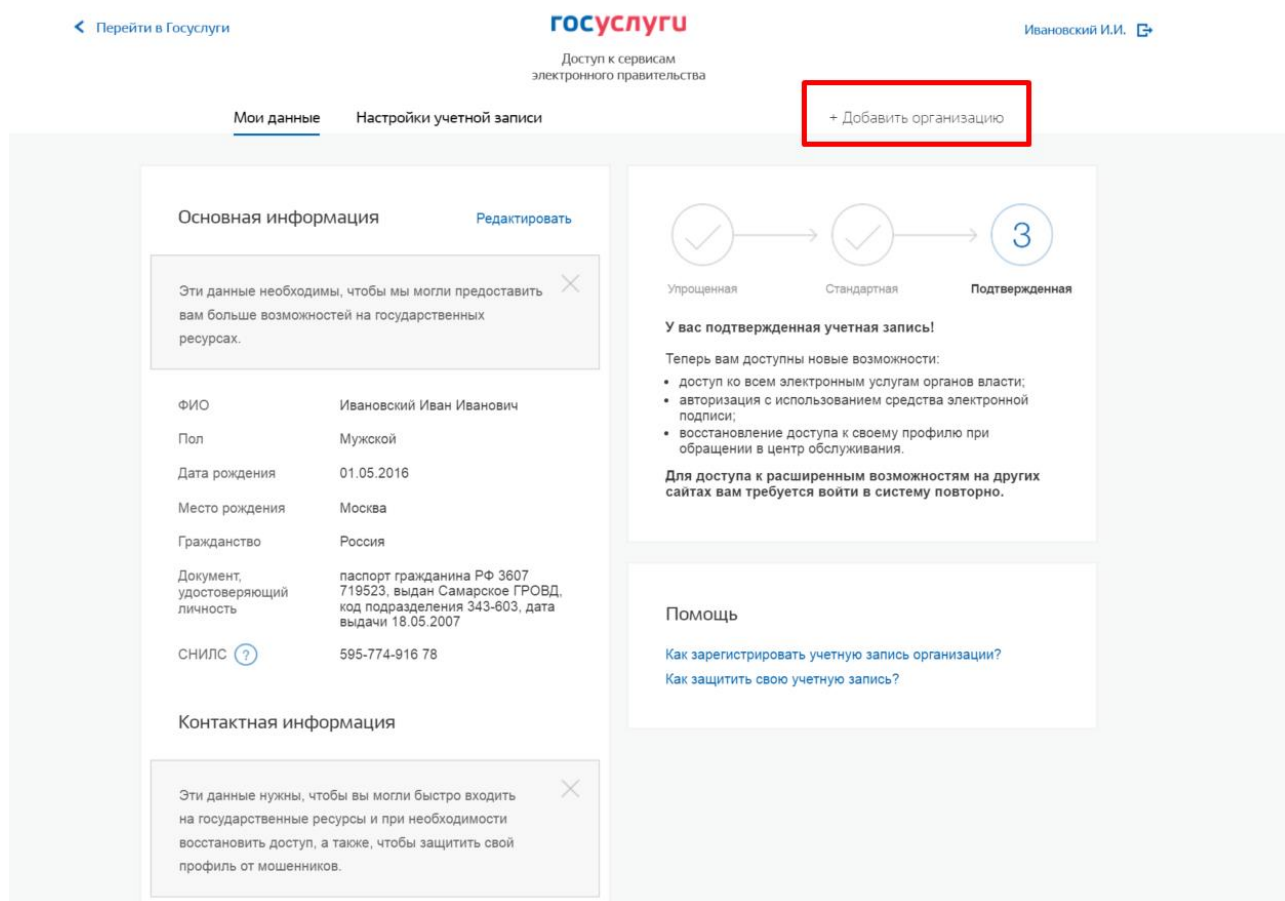 Перейти в Госуслуги
госуслуги
Ивановский И.И.
Доступ к сервисам
электронного правительства
Мои данные
Настройки учетной записи
+ Добавить организацию
Основная информация
Редактировать
Эти данные необходимы, чтобы мы могли предоставить
вам больше возможностей на государственных
ресурсах.
ФИО
Ивановский Иван Иванович
Пол
Мужской
Дата рождения
01.05.2016
Место рождения
Москва
Гражданство
Россия
Документ,
удостоверяющий
личность
паспорт гражданина РФ 3607
719523, выдан Самарское ГРОВД,
код подразделения 343-603, дата
выдачи 18.05.2007
СНИЛС ?
595-774-916 78
Контактная информация
Эти данные нужны, чтобы вы могли быстро входить
на государственные ресурсы и при необходимости
восстановить доступ, а также, чтобы защитить свой
профиль от мошенников.
3
Упрощенная
Стандартная
Подтвержденная
У вас подтвержденная учетная запись!
Теперь вам доступны новые возможности:
• доступ ко всем электронным услугам органов власти;
• авторизация с использованием средства электронной
подписи;
• восстановление доступа к своему профилю при
обращении в центр обслуживания.
Для доступа к расширенным возможностям на других
сайтах вам требуется войти в систему повторно.
Помощь
Как зарегистрировать учетную запись организации?
Как защитить свою учетную запись?